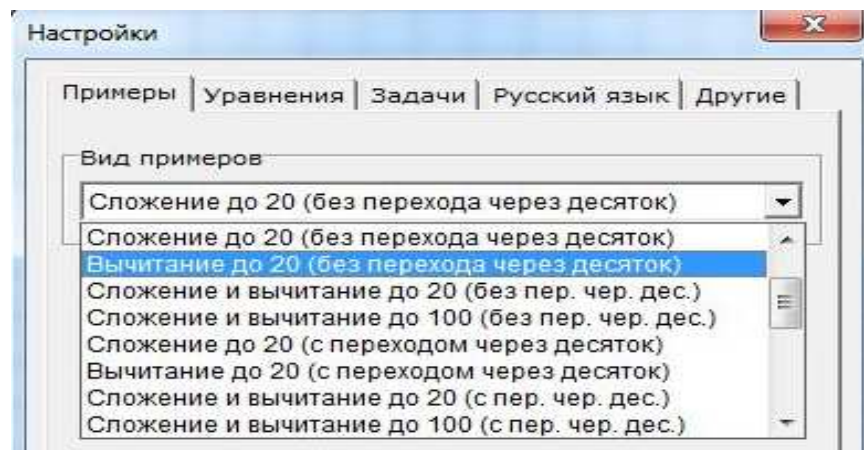 Настройки
Примеры Уравнения Задачи Русский язык Другие
Вид примеров
Сложение до 20 (без перехода через десяток)
Сложение до 20 (без перехода через десяток)
Вычитание до 20 (без перехода через десяток)
Сложение и вычитание до 20 (без пер. чер. дес.)
Сложение и вычитание до 100 (без пер. чер. дес.)
Сложение до 20 (с переходом через десяток)
Вычитание до 20 (с переходом через десяток)
Сложение и вычитание до 20 (с пер. чер. дес.)
Сложение и вычитание до 100 (с пер. чер. дес.)